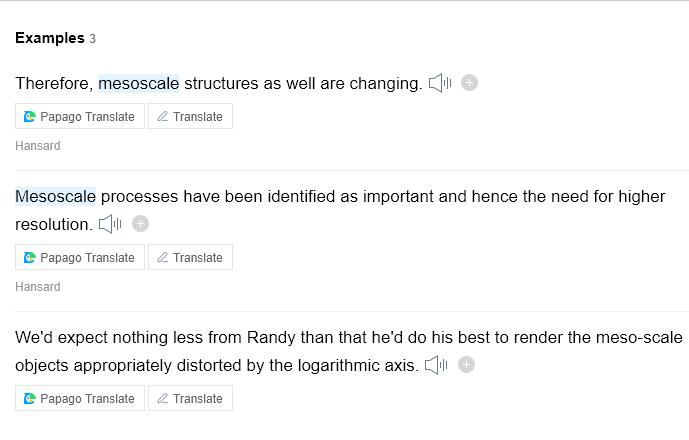 Examples 3
Therefore, mesoscale structures as well are changing.
Papago Translate Translate
Hansard
Mesoscale processes have been identified as important and hence the need for higher
resolution.
Papago Translate Translate
Hansard
We'd expect nothing less from Randy than that he'd do his best to render the meso-scale
objects appropriately distorted by the logarithmic axis.
Papago Translate Translate